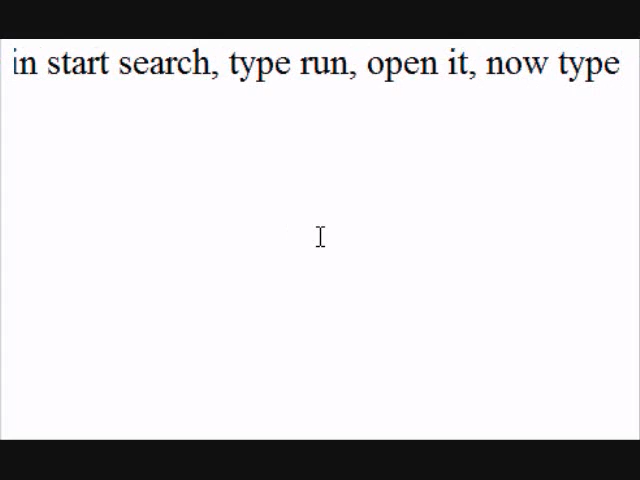 in start search, type run, open it, now type